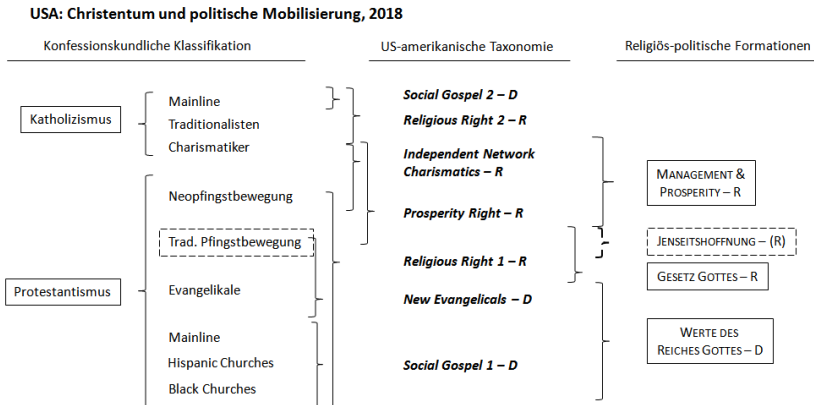 USA: Christentum und politische Mobilisierung, 2018
Konfessionskundliche Klassifikation
US-amerikanische Taxonomie
Religiös-politische Formationen
Katholizismus
Mainline
Traditionalisten
Charismatiker
Protestantismus
Neopfingstbewegung
Trad. Pfingstbewegung
Evangelikale
Mainline
Hispanic Churches
Black Churches
Social Gospel 2 – D
Religious Right 2 – R
Independent Network
Charismatics – R
Prosperity Right – R
Religious Right 1 – R
New Evangelicals – D
Social Gospel 1 – D
MANAGEMENT &
PROSPERITY – R
JENSEITSHOFFNUNG – (R)
GESETZ GOTTES – R
WERTE DES
REICHES GOTTES – D